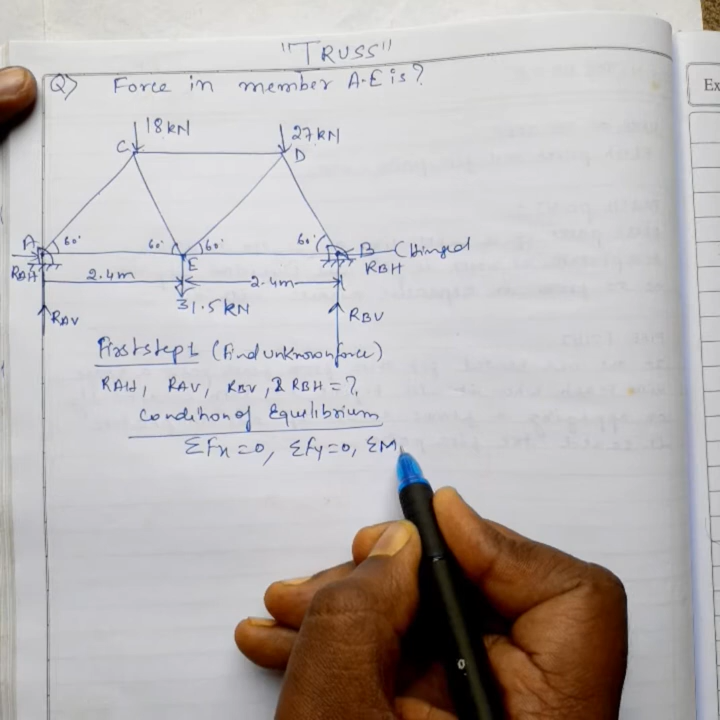 "TRUSS"
Q) Force in member A-E is?
18kN
27kN
C
D
A
60°
60°
60°
60°
B - (Hinged
RAH
E
RBH
2.4m
2.4m
31.5kN
RAV
RBV
First step 1 (Find unknown force)
RAH, RAV, RBV, & RBH = ?
Condition of Equilibrium
ΣFx = 0, ΣFy = 0, ΣM
Ex